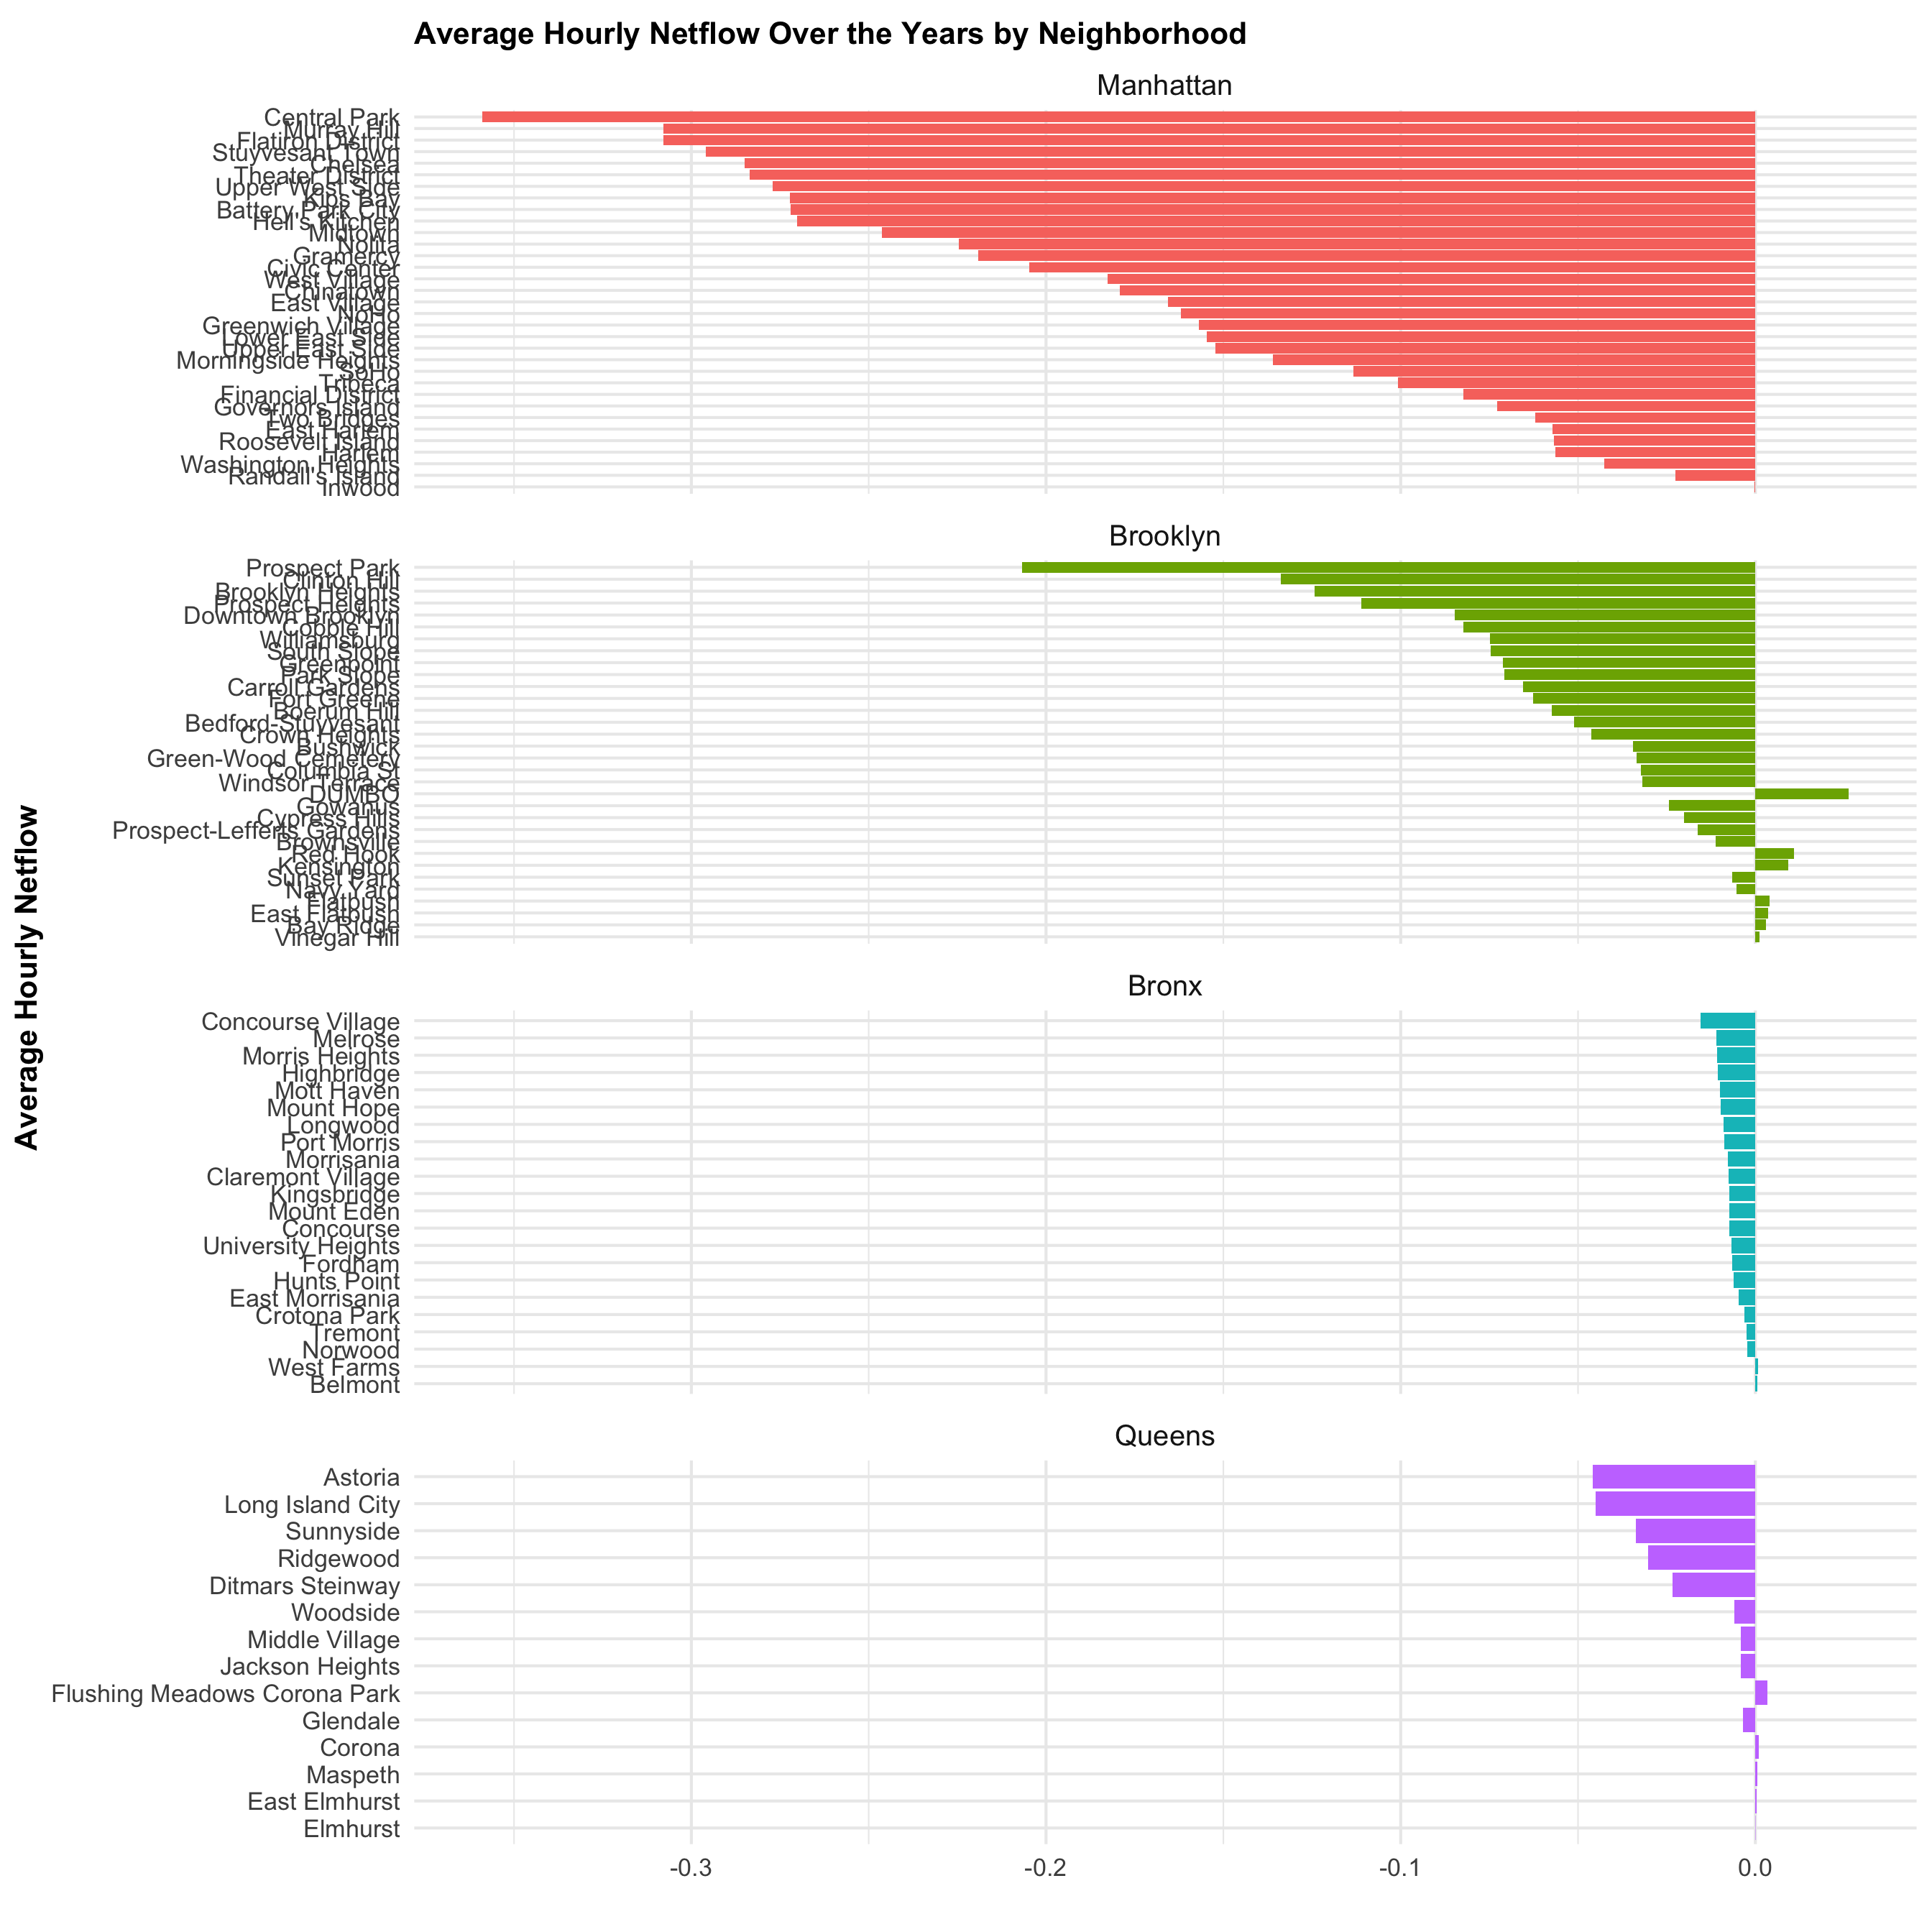 Average Hourly Netflow Over the Years by Neighborhood
Manhattan
Central Park
Murray Hill
Flatiron District
Stuyvesant Town
Chelsea
Theater District
Upper West Side
Kips Bay
Battery Park City
Hell's Kitchen
Midtown
Nolita
Gramercy
Civic Center
West Village
Chinatown
East Village
NoHo
Greenwich Village
Lower East Side
Upper East Side
Morningside Heights
SoHo
Tribeca
Financial District
Governors Island
Two Bridges
East Harlem
Roosevelt Island
Harlem
Washington Heights
Randall's Island
Inwood
Brooklyn
Prospect Park
Clinton Hill
Brooklyn Heights
Prospect Heights
Downtown Brooklyn
Cobble Hill
Williamsburg
South Slope
Greenpoint
Park Slope
Carroll Gardens
Fort Greene
Boerum Hill
Bedford-Stuyvesant
Crown Heights
Bushwick
Green-Wood Cemetery
Columbia St
Windsor Terrace
DUMBO
Gowanus
Cypress Hills
Prospect-Lefferts Gardens
Brownsville
Red Hook
Kensington
Sunset Park
Navy Yard
Flatbush
East Flatbush
Bay Ridge
Vinegar Hill
Bronx
Concourse Village
Melrose
Morris Heights
Highbridge
Mott Haven
Mount Hope
Longwood
Port Morris
Morrisania
Claremont Village
Kingsbridge
Mount Eden
Concourse
University Heights
Fordham
Hunts Point
East Morrisania
Crotona Park
Tremont
Norwood
West Farms
Belmont
Queens
Astoria
Long Island City
Sunnyside
Ridgewood
Ditmars Steinway
Woodside
Middle Village
Jackson Heights
Flushing Meadows Corona Park
Glendale
Corona
Maspeth
East Elmhurst
Elmhurst
-0.3
-0.2
-0.1
0.0
Average Hourly Netflow